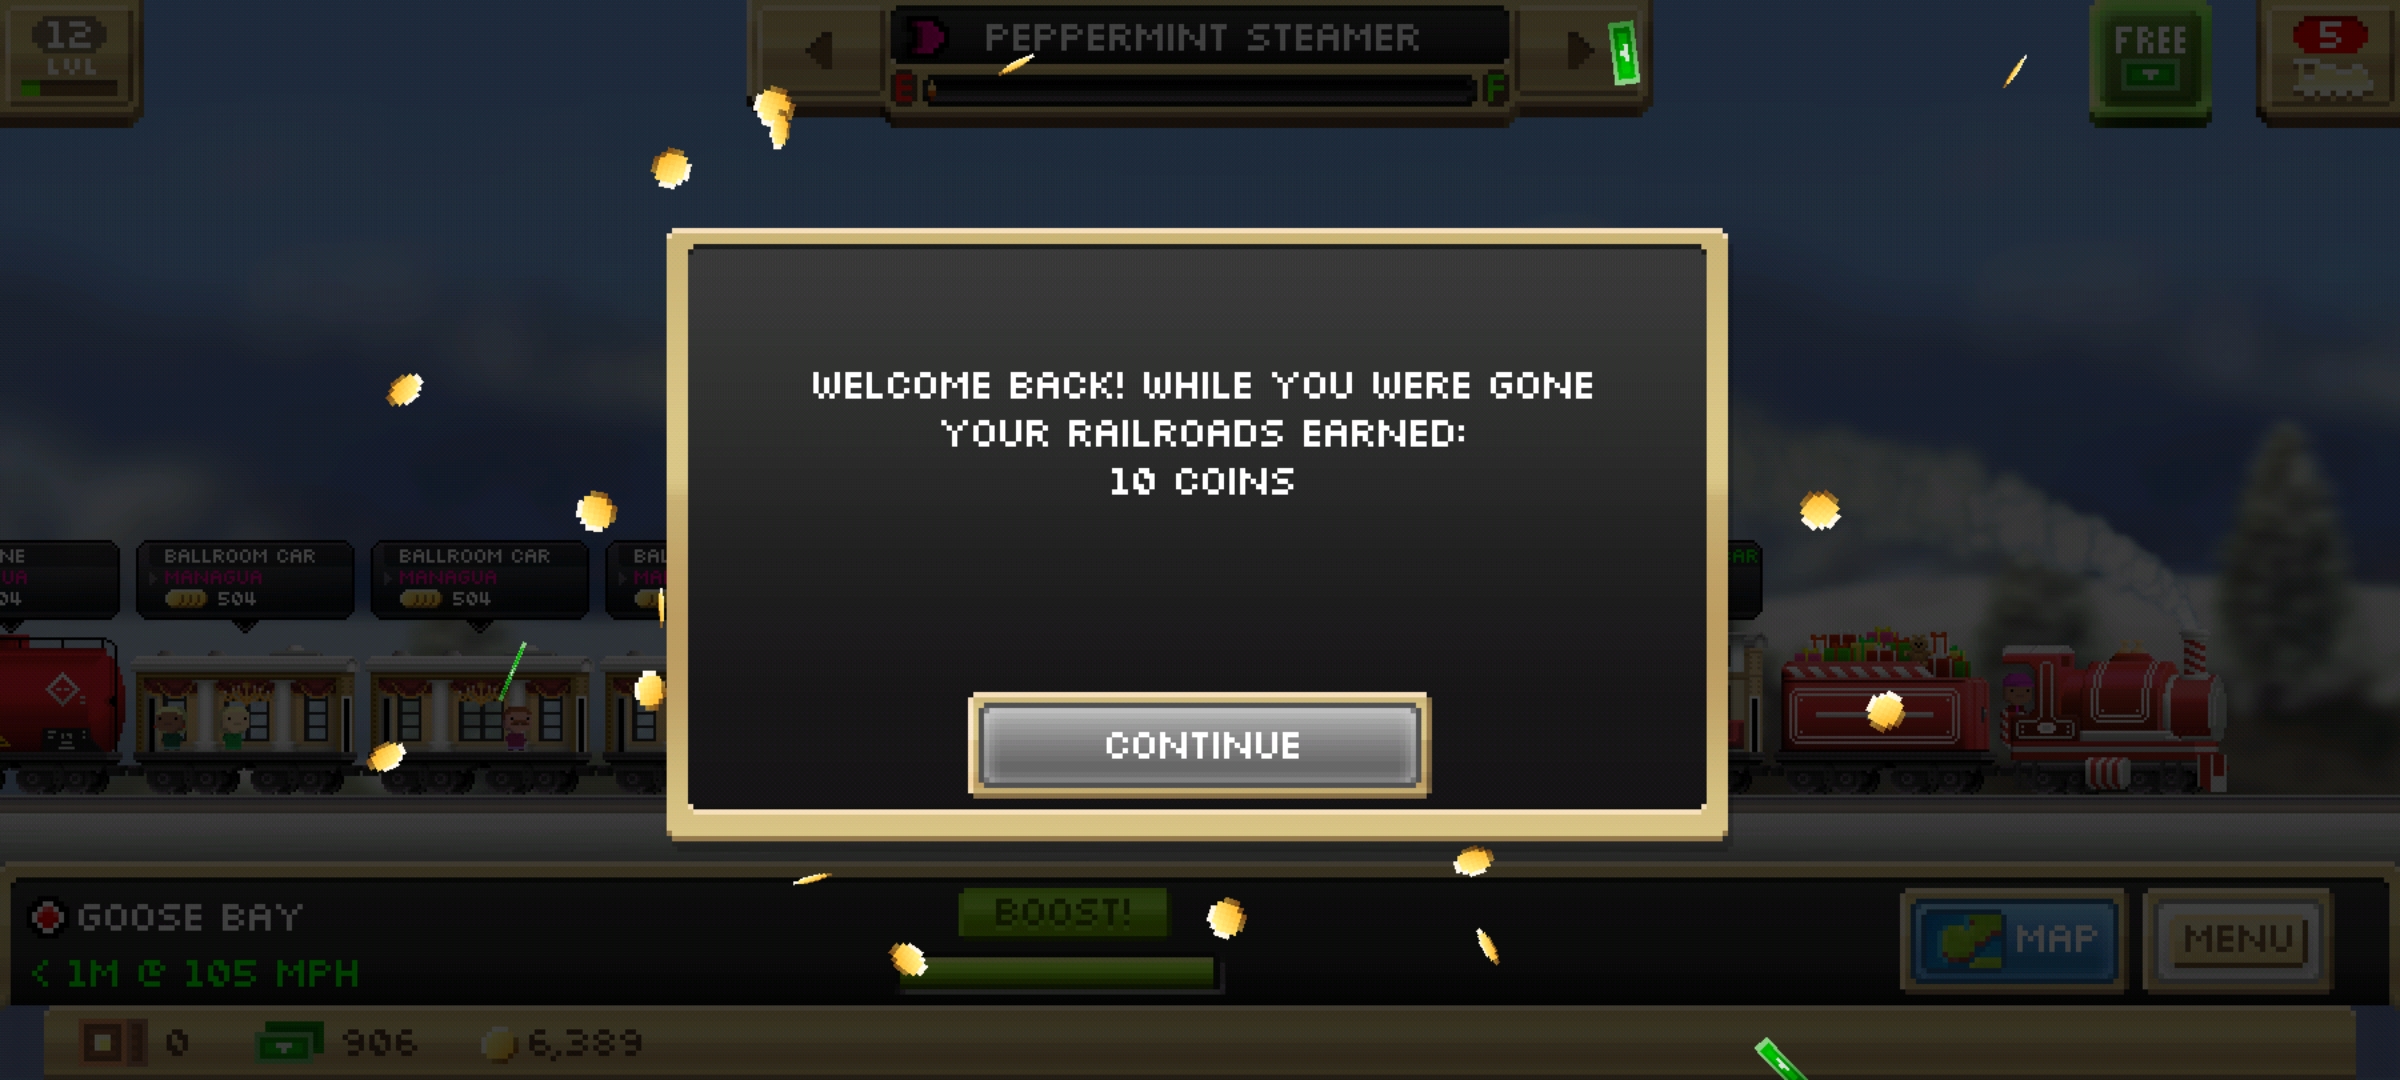 12
LVL
PEPPERMINT STEAMER
E
F
FREE
5
WELCOME BACK! WHILE YOU WERE GONE
YOUR RAILROADS EARNED:
10 COINS
CONTINUE
BALLROOM CAR
MANAGUA
504
BALLROOM CAR
MANAGUA
504
GOOSE BAY
< 1M @ 105 MPH
BOOST!
MAP
MENU
0
906
6,389